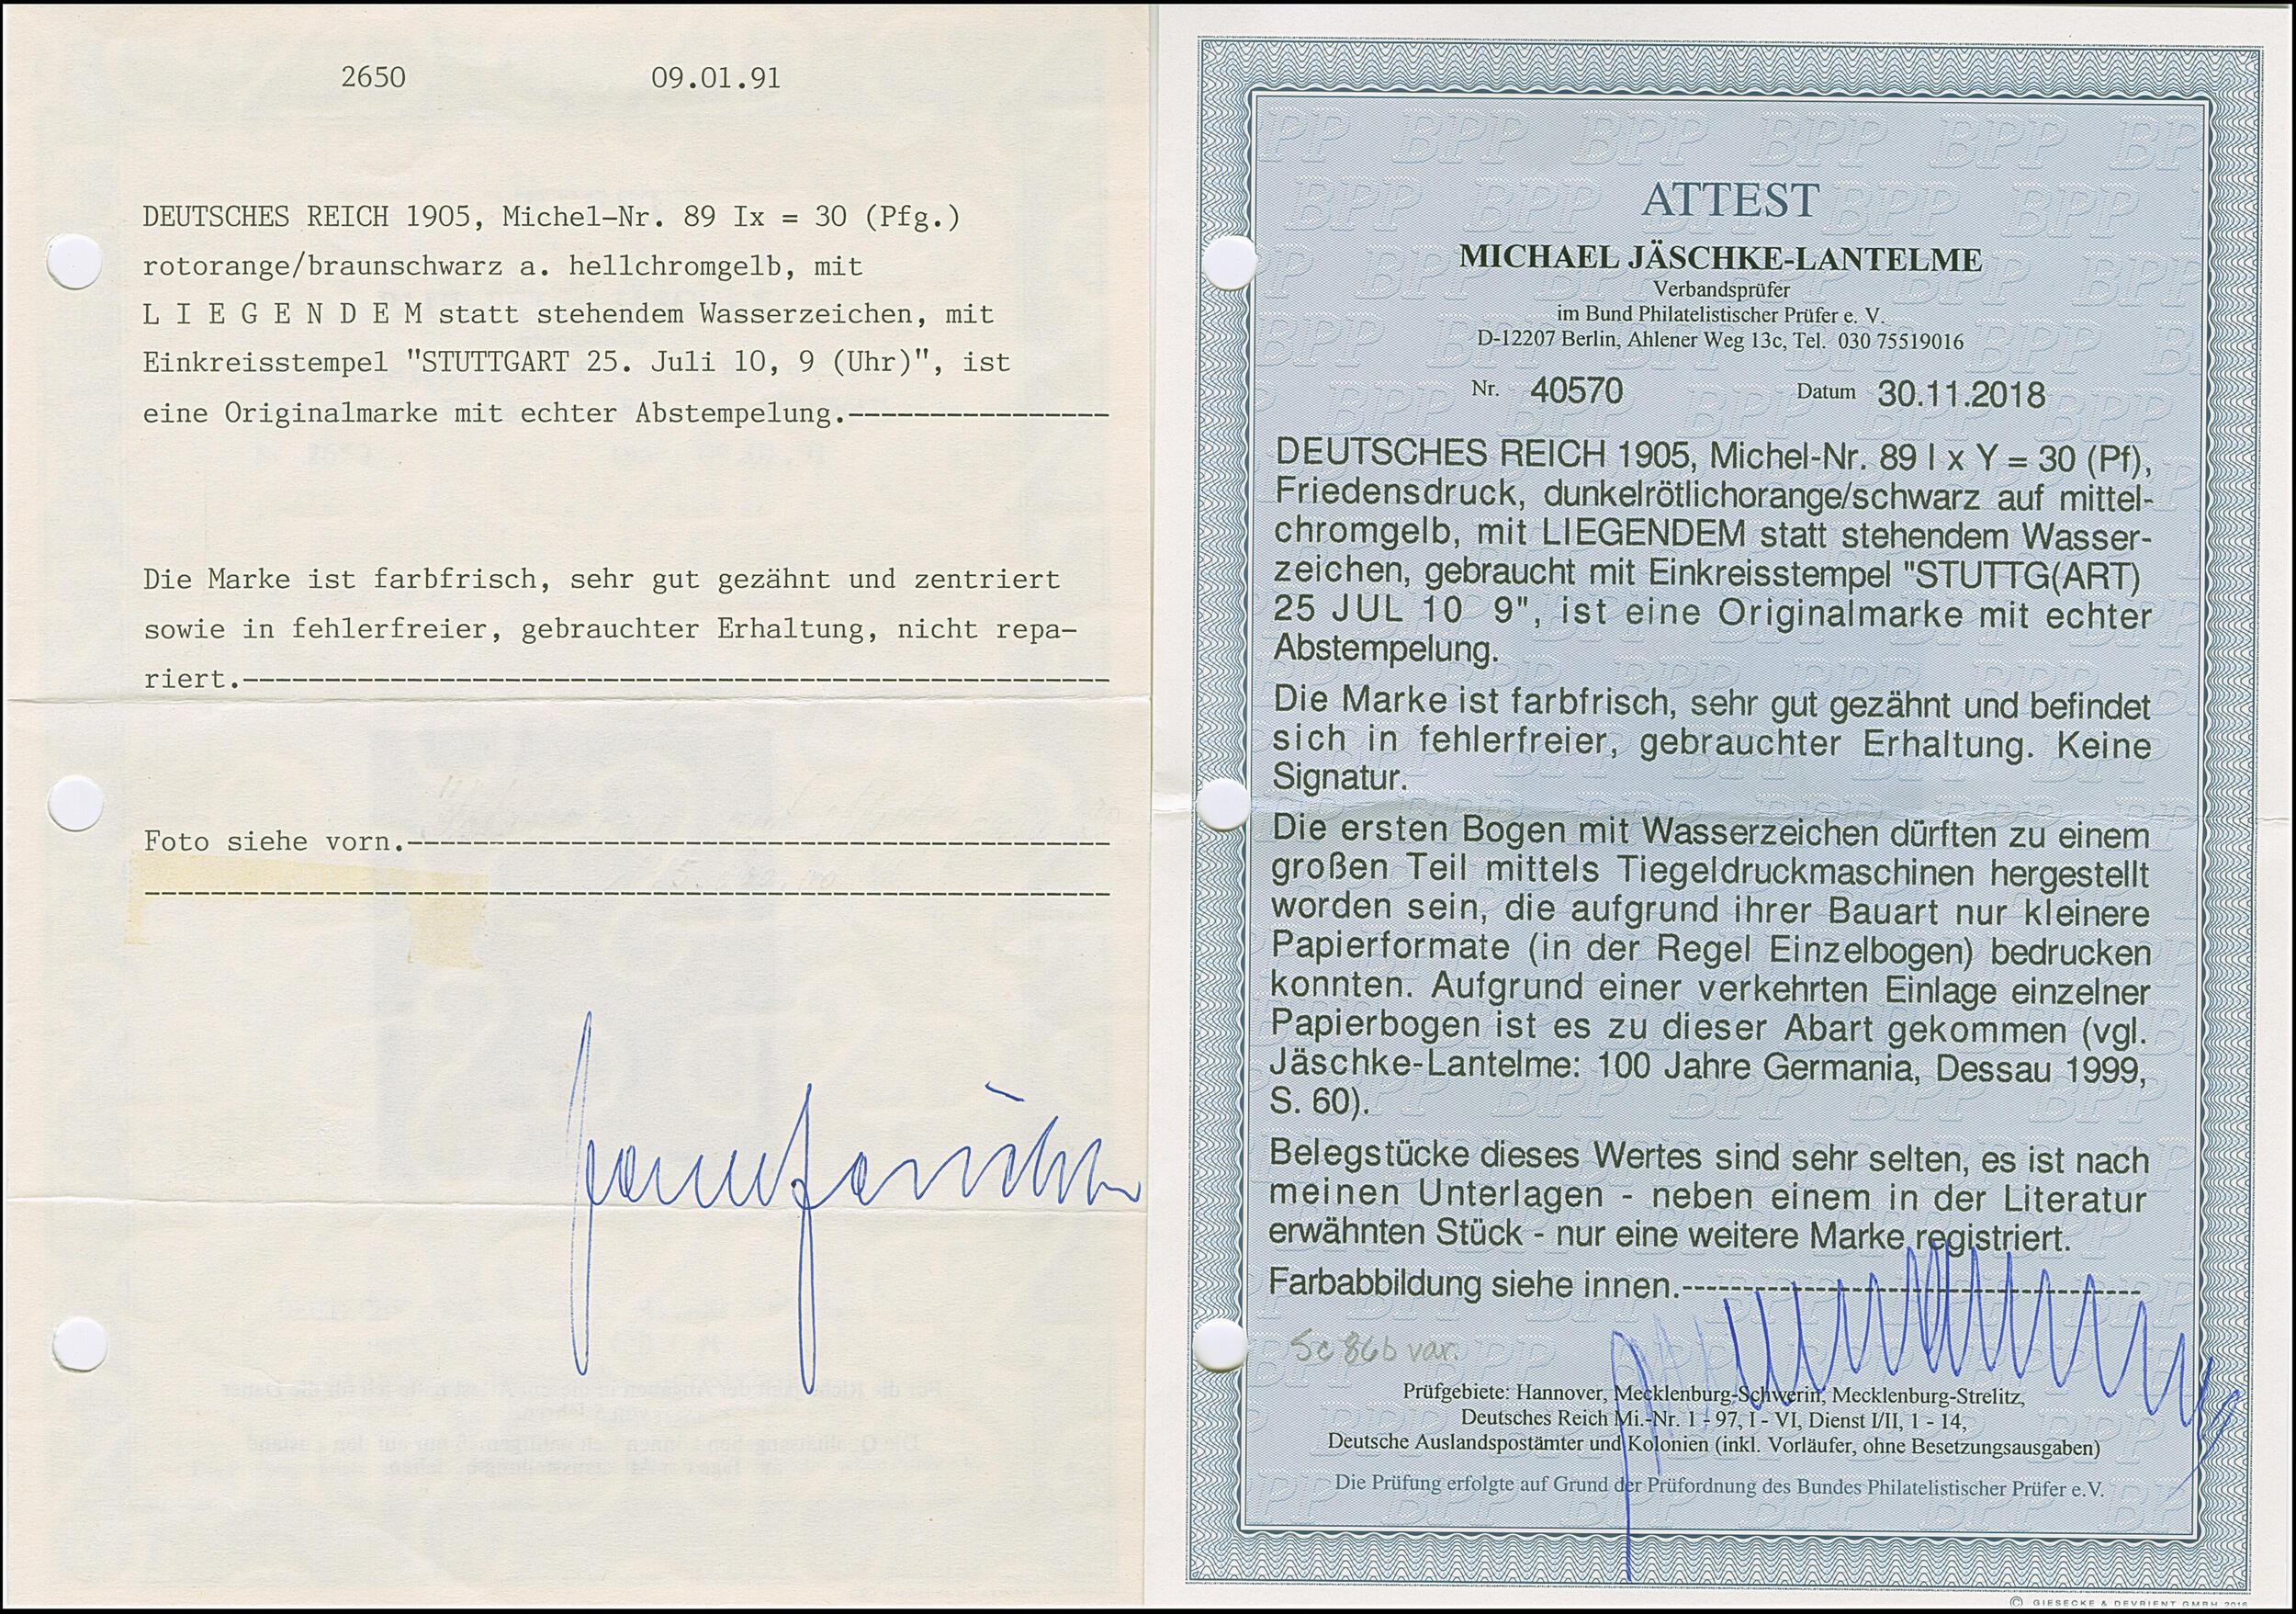 2650 09.01.91
DEUTSCHES REICH 1905, Michel-Nr. 89 Ix = 30 (Pfg.)
rotorange/braunschwarz a. hellchromgelb, mit
L I E G E N D E M statt stehendem Wasserzeichen, mit
Einkreisstempel "STUTTGART 25. Juli 10, 9 (Uhr)", ist
eine Originalmarke mit echter Abstempelung.----------------
Die Marke ist farbfrisch, sehr gut gezähnt und zentriert
sowie in fehlerfreier, gebrauchter Erhaltung, nicht repa-
riert.-----------------------------------------------------
Foto siehe vorn.-------------------------------------------
-----------------------------------------------------------
ATTEST
MICHAEL JÄSCHKE-LANTELME
Verbandsprüfer
im Bund Philatelistischer Prüfer e. V.
D-12207 Berlin, Ahlener Weg 13c, Tel. 030 75519016
Nr. 40570 Datum 30.11.2018
DEUTSCHES REICH 1905, Michel-Nr. 89 I x Y = 30 (Pf),
Friedensdruck, dunkelrötlichorange/schwarz auf mittel-
chromgelb, mit LIEGENDEM statt stehendem Wasser-
zeichen, gebraucht mit Einkreisstempel "STUTTG(ART)
25 JUL 10 9", ist eine Originalmarke mit echter
Abstempelung.
Die Marke ist farbfrisch, sehr gut gezähnt und befindet
sich in fehlerfreier, gebrauchter Erhaltung. Keine
Signatur.
Die ersten Bogen mit Wasserzeichen dürften zu einem
großen Teil mittels Tiegeldruckmaschinen hergestellt
worden sein, die aufgrund ihrer Bauart nur kleinere
Papierformate (in der Regel Einzelbogen) bedrucken
konnten. Aufgrund einer verkehrten Einlage einzelner
Papierbogen ist es zu dieser Abart gekommen (vgl.
Jäschke-Lantelme: 100 Jahre Germania, Dessau 1999,
S. 60).
Belegstücke dieses Wertes sind sehr selten, es ist nach
meinen Unterlagen - neben einem in der Literatur
erwähnten Stück - nur eine weitere Marke registriert.
Farbabbildung siehe innen.---------------------------------------
Sc 86b var.
Prüfgebiete: Hannover, Mecklenburg-Schwerin, Mecklenburg-Strelitz,
Deutsches Reich Mi.-Nr. 1 - 97, I - VI, Dienst I/II, 1 - 14,
Deutsche Auslandspostämter und Kolonien (inkl. Vorläufer, ohne Besetzungsausgaben)
Die Prüfung erfolgte auf Grund der Prüfordnung des Bundes Philatelistischer Prüfer e.V.
© GIESECKE & DEVRIENT GMBH 2016